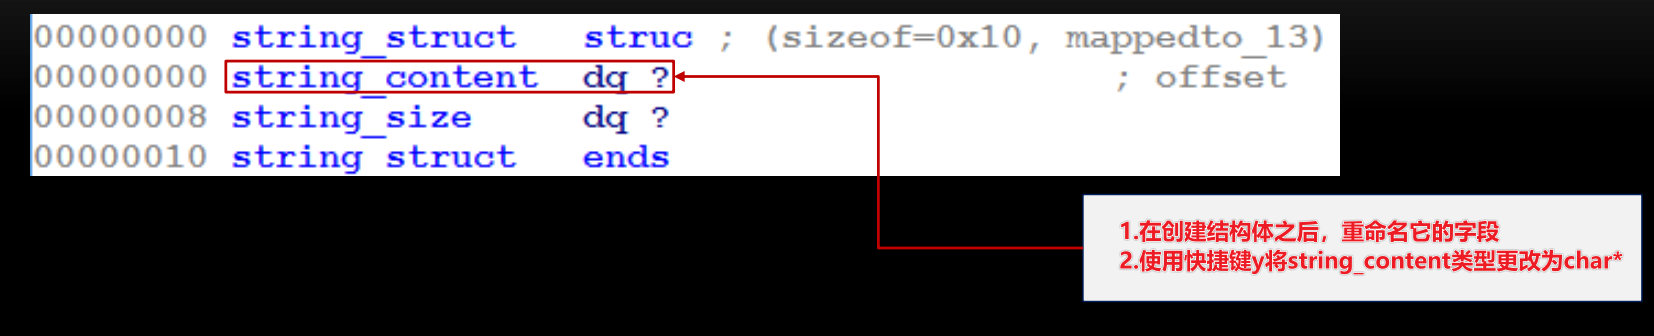 00000000 string_struct struc ; (sizeof=0x10, mappedto_13)
00000000 string_content dq ? ; offset
00000008 string_size dq ?
00000010 string_struct ends
1.在创建结构体之后，重命名它的字段
2.使用快捷键y将string_content类型更改为char*